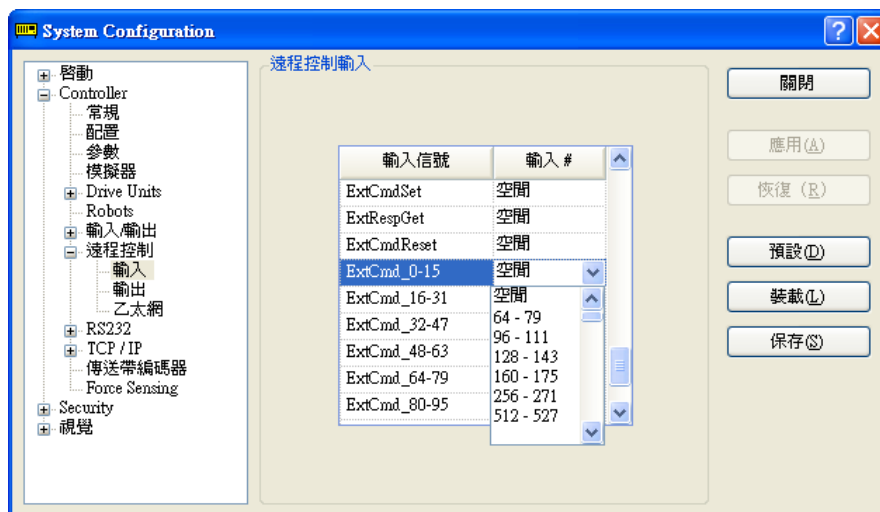 System Configuration
啓動
Controller
常規
配置
參數
模擬器
Drive Units
Robots
輸入/輸出
遠程控制
輸入
輸出
乙太網
RS232
TCP / IP
傳送帶編碼器
Force Sensing
Security
視覺
遠程控制輸入
輸入信號 輸入 #
ExtCmdSet 空閒
ExtRespGet 空閒
ExtCmdReset 空閒
ExtCmd_0-15 空閒
ExtCmd_16-31
ExtCmd_32-47
ExtCmd_48-63
ExtCmd_64-79
ExtCmd_80-95
空閒
64 - 79
96 - 111
128 - 143
160 - 175
256 - 271
512 - 527
關閉
應用(A)
恢復 (R)
預設(D)
裝載(L)
保存(S)